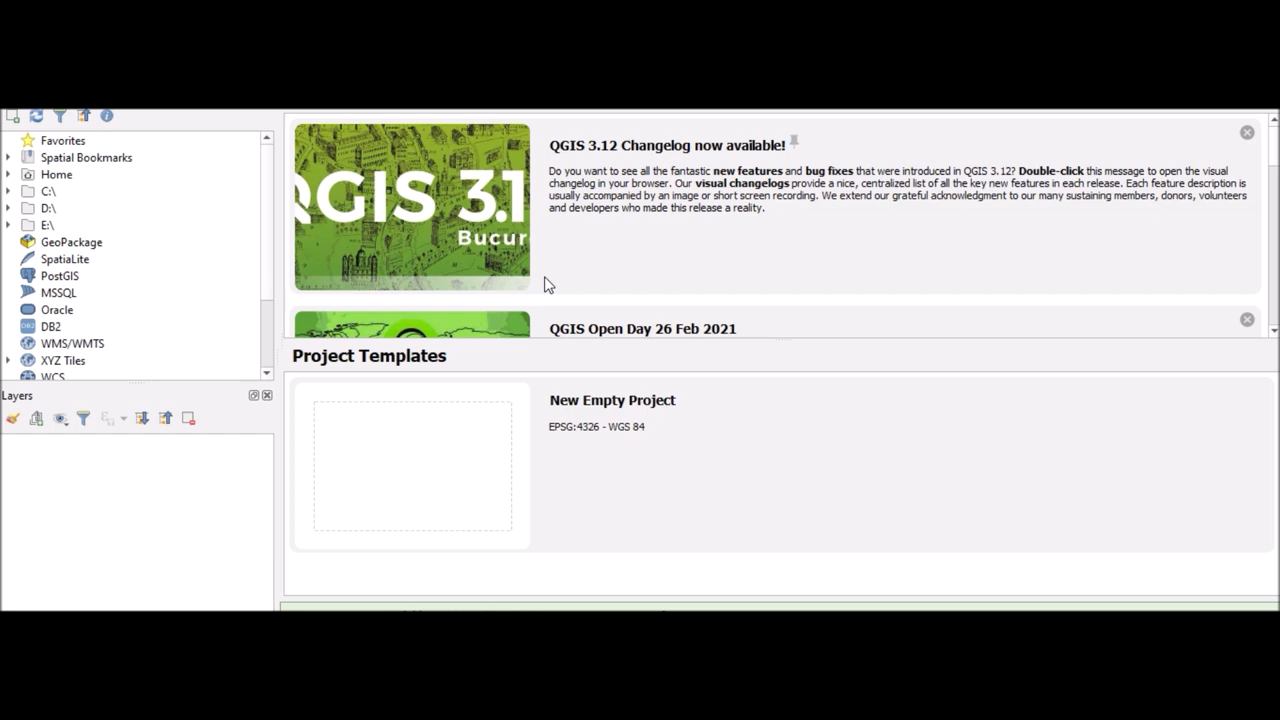 Favorites
Spatial Bookmarks
Home
C:\
D:\
E:\
GeoPackage
SpatiaLite
PostGIS
MSSQL
Oracle
DB2
DB2
WMS/WMTS
XYZ Tiles
WCS
Layers
QGIS 3.1
Bucur
QGIS 3.12 Changelog now available!
Do you want to see all the fantastic new features and bug fixes that were introduced in QGIS 3.12? Double-click this message to open the visual
changelog in your browser. Our visual changelogs provide a nice, centralized list of all the key new features in each release. Each feature description is
usually accompanied by an image or short screen recording. We extend our grateful acknowledgment to our many sustaining members, donors, volunteers
and developers who made this release a reality.
QGIS Open Day 26 Feb 2021
Project Templates
New Empty Project
EPSG:4326 - WGS 84